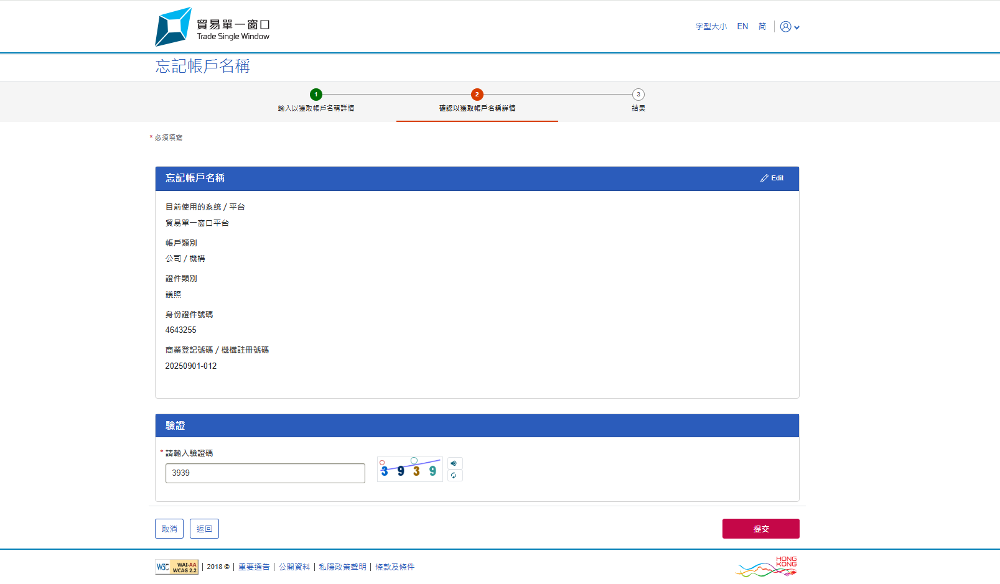 貿易單一窗口
Trade Single Window
字型大小 EN 简
忘記帳戶名稱
1 2 3
輸入以獲取帳戶名稱詳情 確認以獲取帳戶名稱詳情 結果
* 必須填寫
忘記帳戶名稱 Edit
目前使用的系統 / 平台
貿易單一窗口平台
帳戶類別
公司 / 機構
證件類別
護照
身份證件號碼
4643255
商業登記號碼 / 機構註冊號碼
20250901-012
驗證
* 請輸入驗證碼
3939 3 9 3 9
取消 返回 提交
W3C WAI-AA WCAG 2.2 | 2018 © | 重要通告 | 公開資料 | 私隱政策聲明 | 條款及條件
HONG
KONG